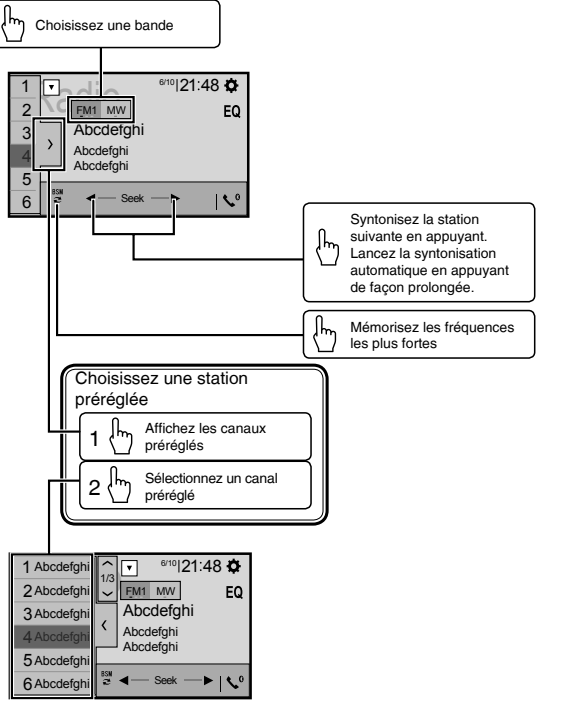 Choisissez une bande
Radio
6/10 21:48
1
2
3
4
5
6
FM1 MW
EQ
Abcdefghi
Abcdefghi
Abcdefghi
BSM
Seek
0
Syntonisez la station
suivante en appuyant.
Lancez la syntonisation
automatique en appuyant
de façon prolongée.
Mémorisez les fréquences
les plus fortes
Choisissez une station
préréglée
1 Affichez les canaux
préréglés
2 Sélectionnez un canal
préréglé
1 Abcdefghi
2 Abcdefghi
3 Abcdefghi
4 Abcdefghi
5 Abcdefghi
6 Abcdefghi
1/3
6/10 21:48
FM1 MW
EQ
Abcdefghi
Abcdefghi
Abcdefghi
BSM
Seek
0